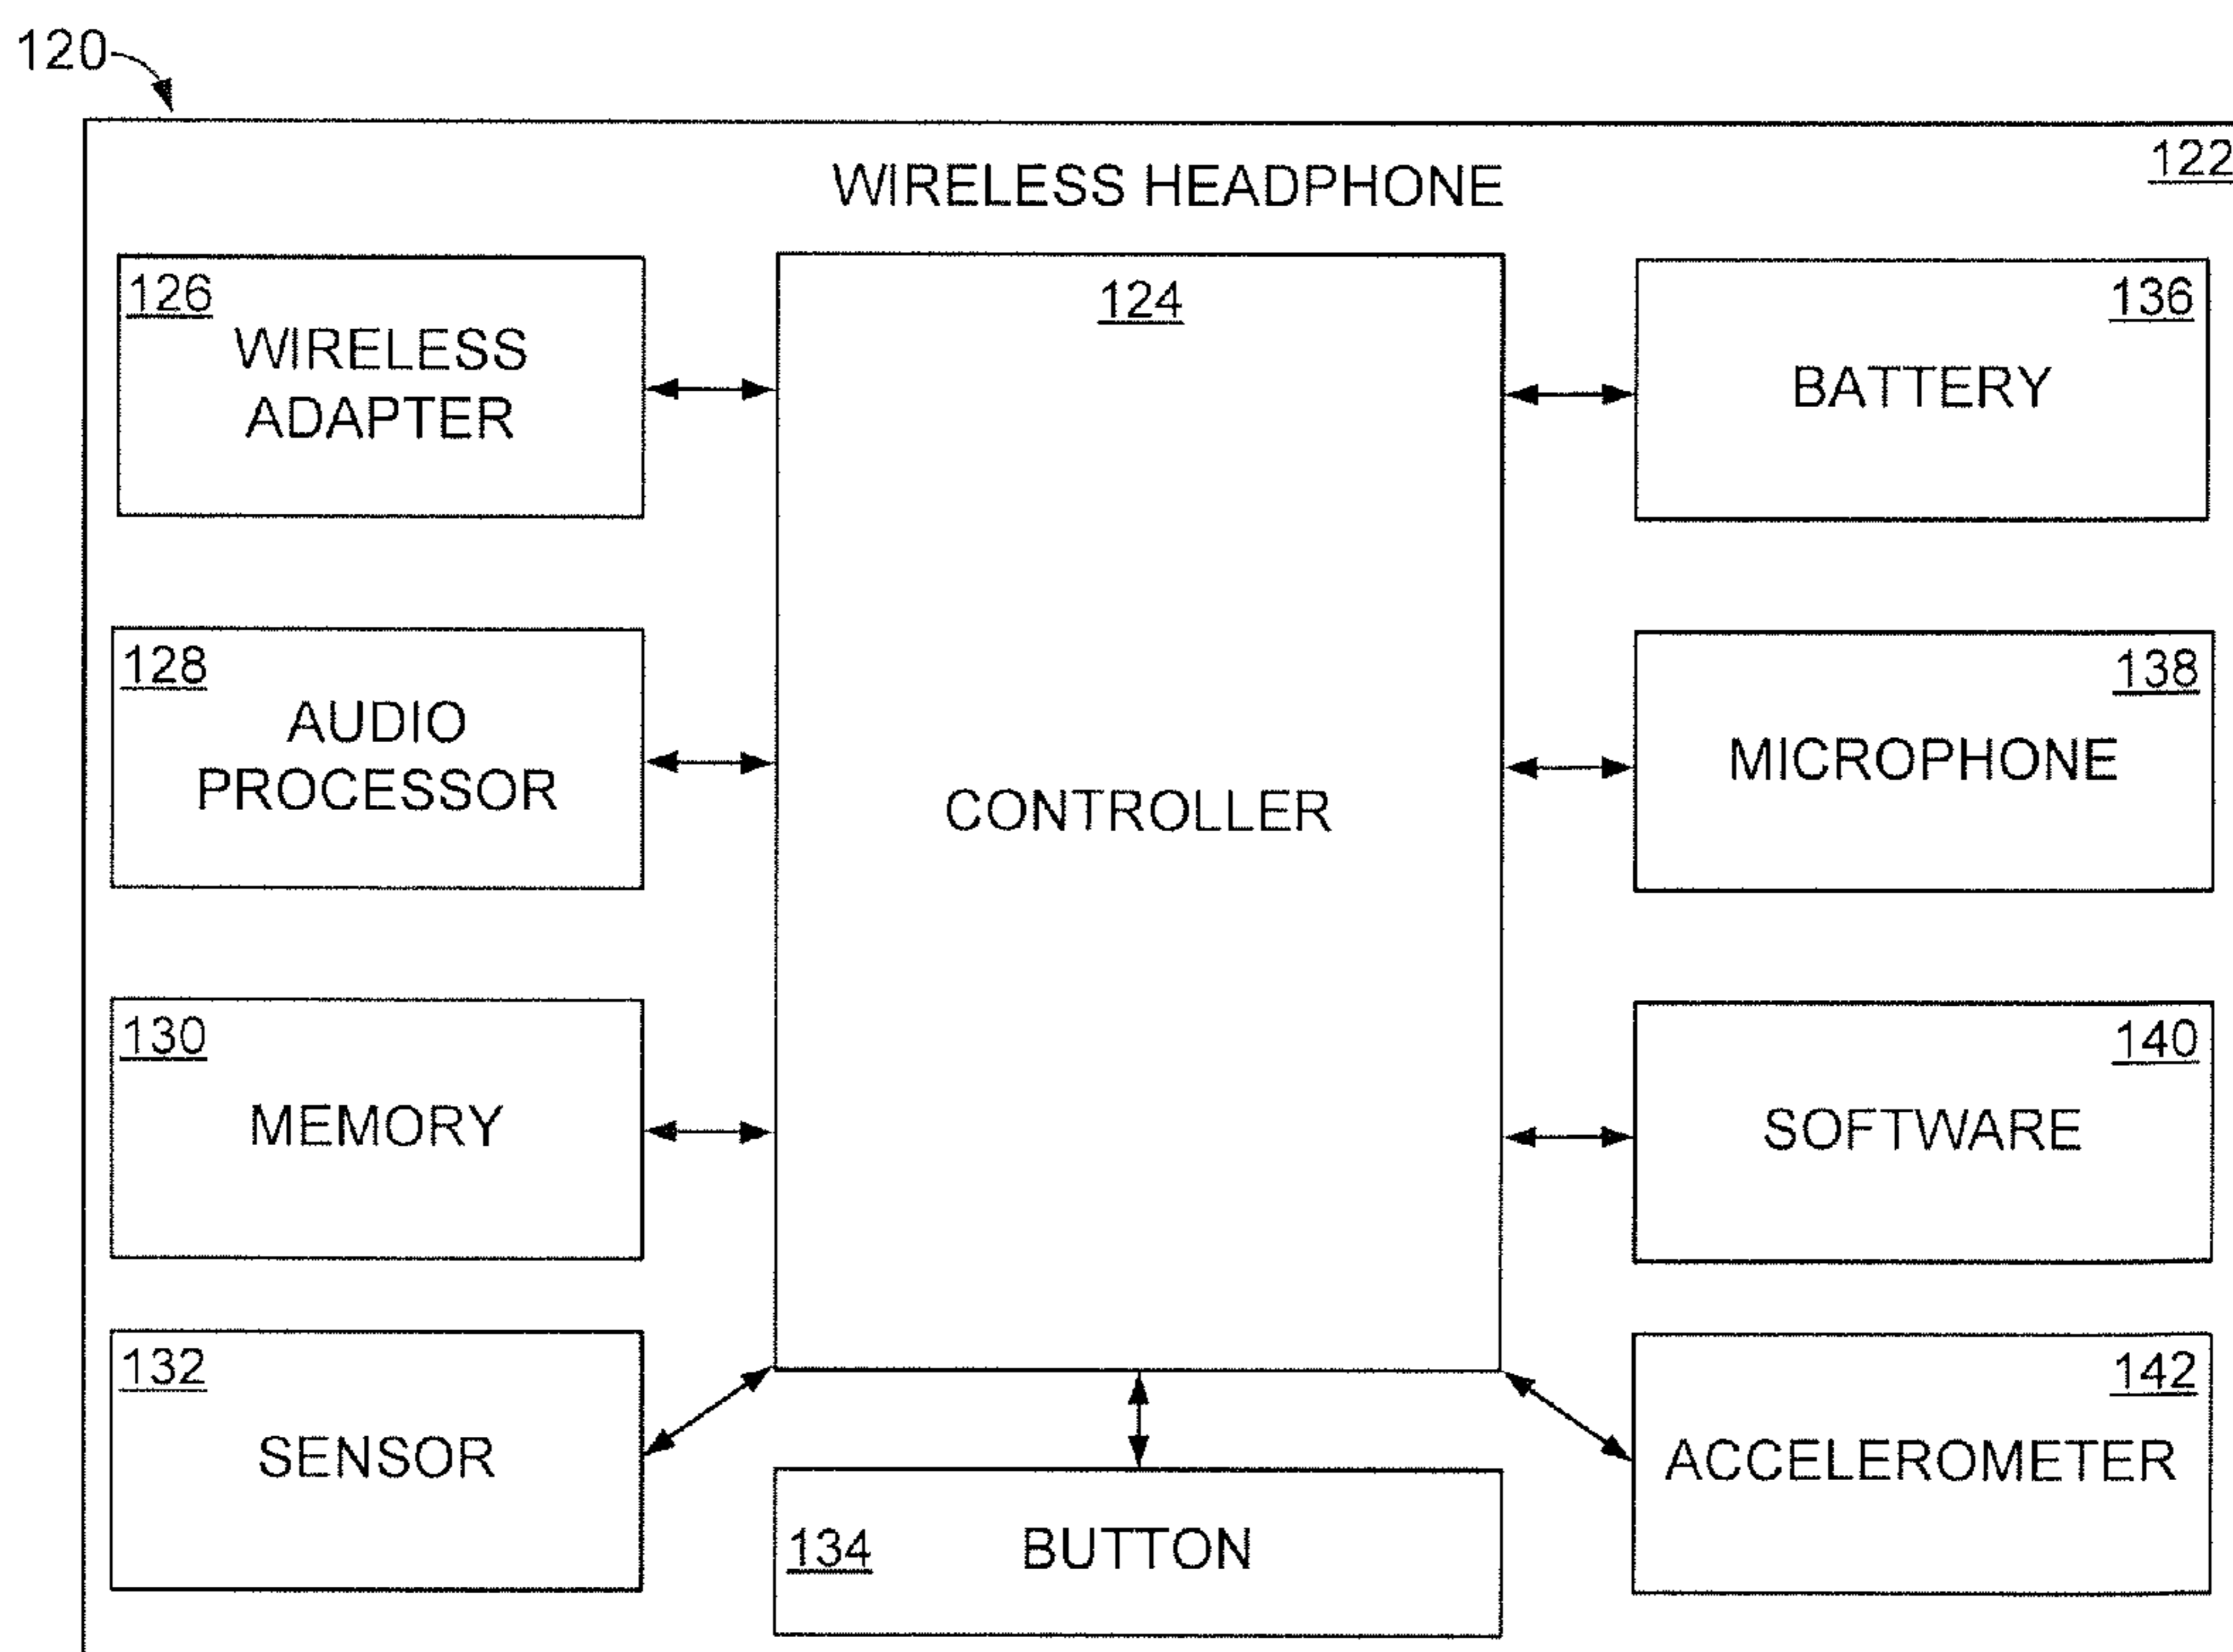 120
122
WIRELESS HEADPHONE
126
WIRELESS
ADAPTER
124
CONTROLLER
136
BATTERY
128
AUDIO
PROCESSOR
138
MICROPHONE
130
MEMORY
140
SOFTWARE
132
SENSOR
134
BUTTON
142
ACCELEROMETER